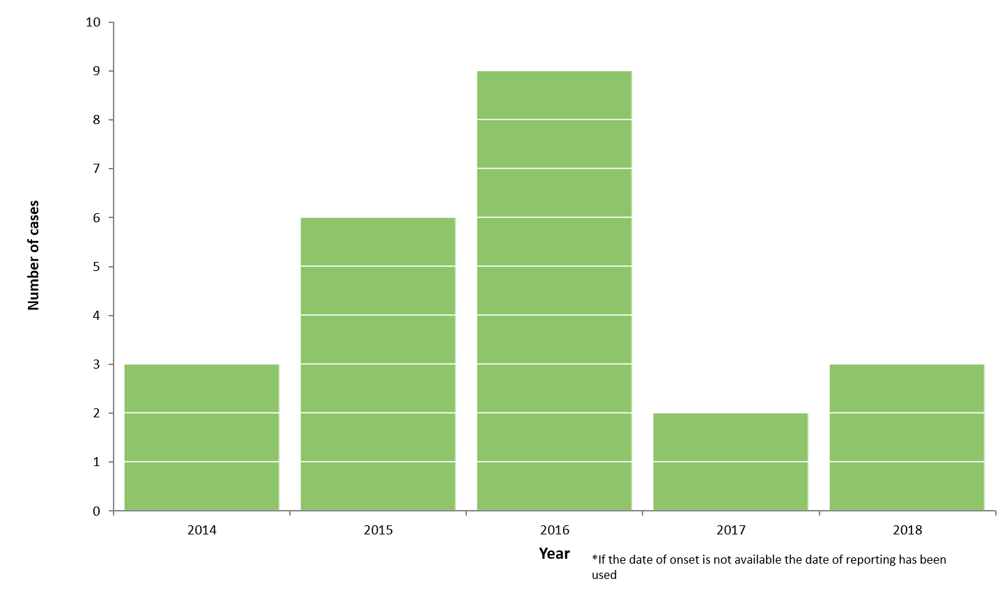 10
9
8
7
6
5
4
3
2
1
0
Number of cases
2014 2015 2016 2017 2018
Year
*If the date of onset is not available the date of reporting has been
used